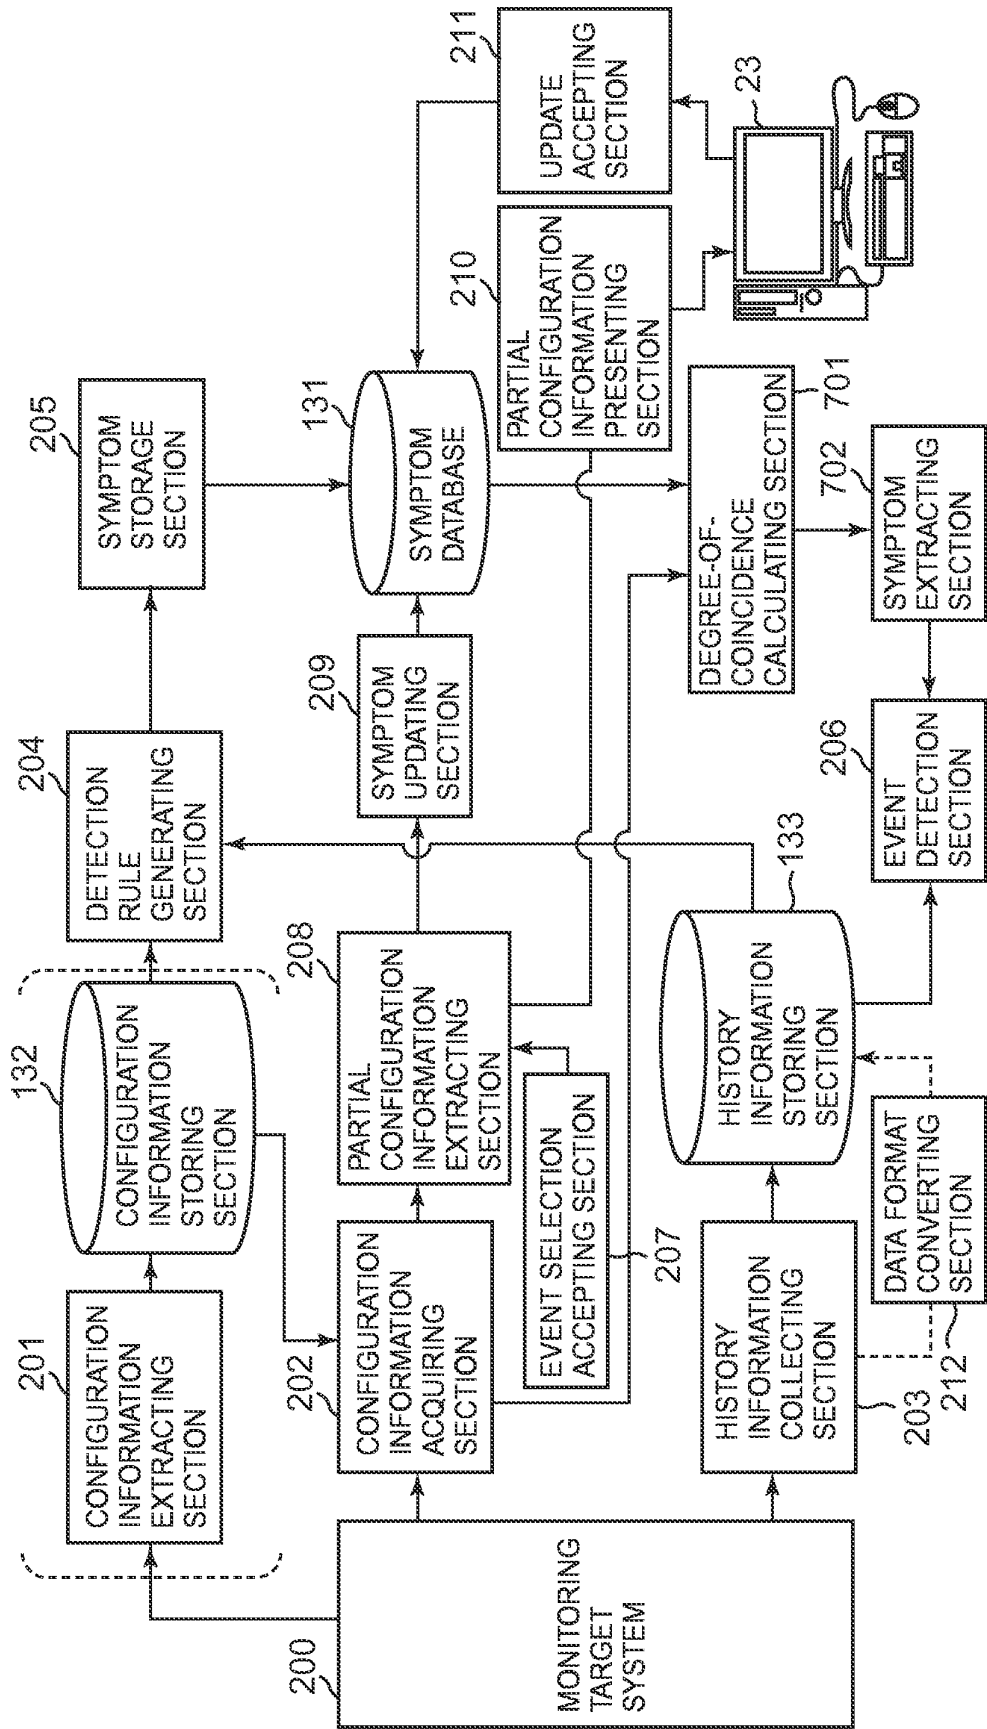 201
CONFIGURATION
INFORMATION
EXTRACTING
SECTION
132
CONFIGURATION
INFORMATION
STORING
SECTION
204
DETECTION
RULE
GENERATING
SECTION
205
SYMPTOM
STORAGE
SECTION
200
MONITORING
TARGET
SYSTEM
202
CONFIGURATION
INFORMATION
ACQUIRING
SECTION
208
PARTIAL
CONFIGURATION
INFORMATION
EXTRACTING
SECTION
209
SYMPTOM
UPDATING
SECTION
131
SYMPTOM
DATABASE
211
UPDATE
ACCEPTING
SECTION
210
PARTIAL
CONFIGURATION
INFORMATION
PRESENTING
SECTION
23
EVENT SELECTION
ACCEPTING SECTION
207
DEGREE-OF-
COINCIDENCE
CALCULATING SECTION
701
HISTORY
INFORMATION
COLLECTING
SECTION
203
HISTORY
INFORMATION
STORING
SECTION
133
206
EVENT
DETECTION
SECTION
702
SYMPTOM
EXTRACTING
SECTION
DATA FORMAT
CONVERTING
SECTION
212